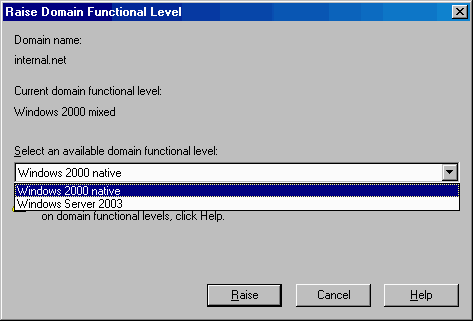 Raise Domain Functional Level
Domain name:
internal.net
Current domain functional level:
Windows 2000 mixed
Select an available domain functional level:
Windows 2000 native
Windows 2000 native
Windows Server 2003
on domain functional levels, click Help.
Raise
Cancel
Help